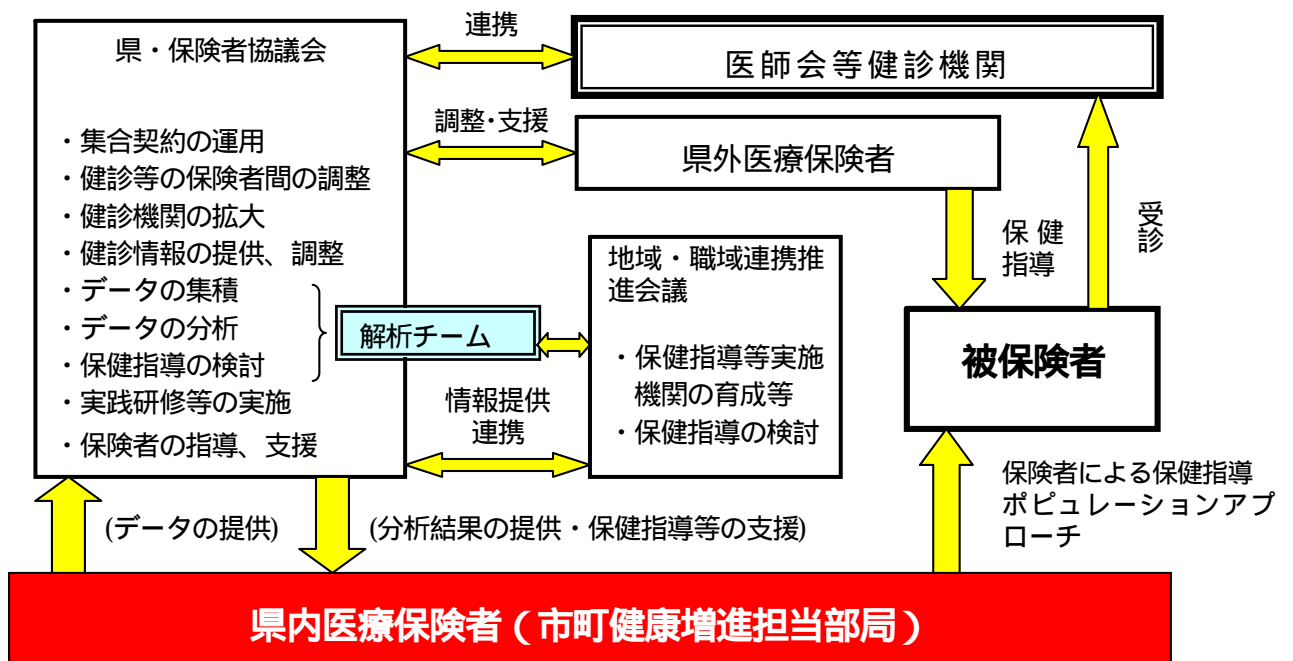 県・保険者協議会
・集合契約の運用
・健診等の保険者間の調整
・健診機関の拡大
・健診情報の提供、調整
・データの集積
・データの分析
・保健指導の検討
・実践研修等の実施
・保険者の指導、支援
解析チーム
連携
医師会等健診機関
調整・支援
県外医療保険者
保 健
指導
受診
地域・職域連携推
進会議
・保健指導等実施
機関の育成等
・保健指導の検討
情報提供
連携
被保険者
保険者による保健指導
ポピュレーションアプ
ローチ
(データの提供)
(分析結果の提供・保健指導等の支援)
県内医療保険者（市町健康増進担当部局）